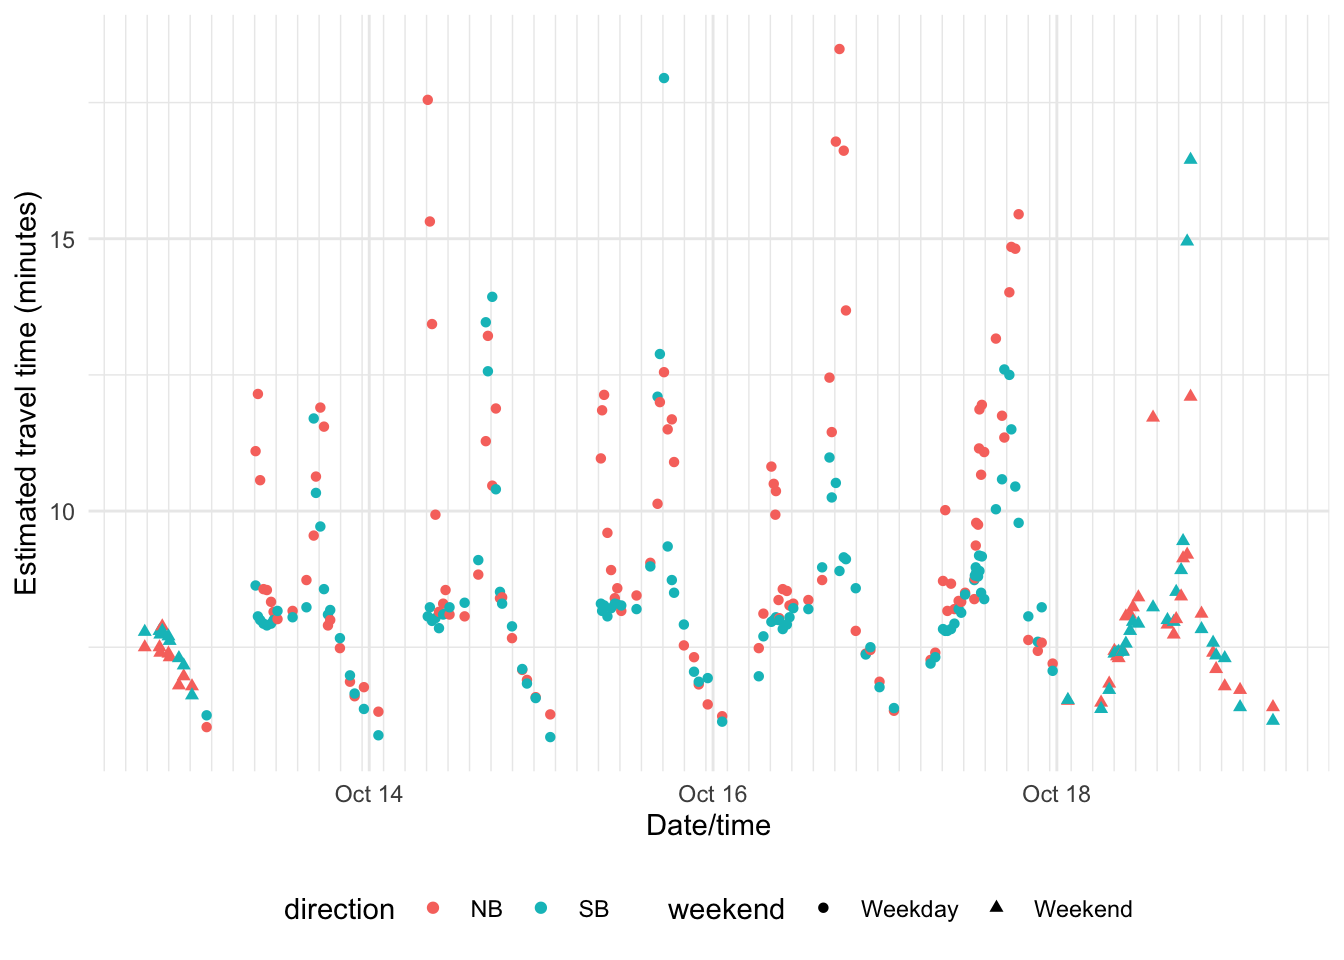 Estimated travel time (minutes)
15
10
Oct 14 Oct 16 Oct 18
Date/time
direction NB SB weekend Weekday Weekend